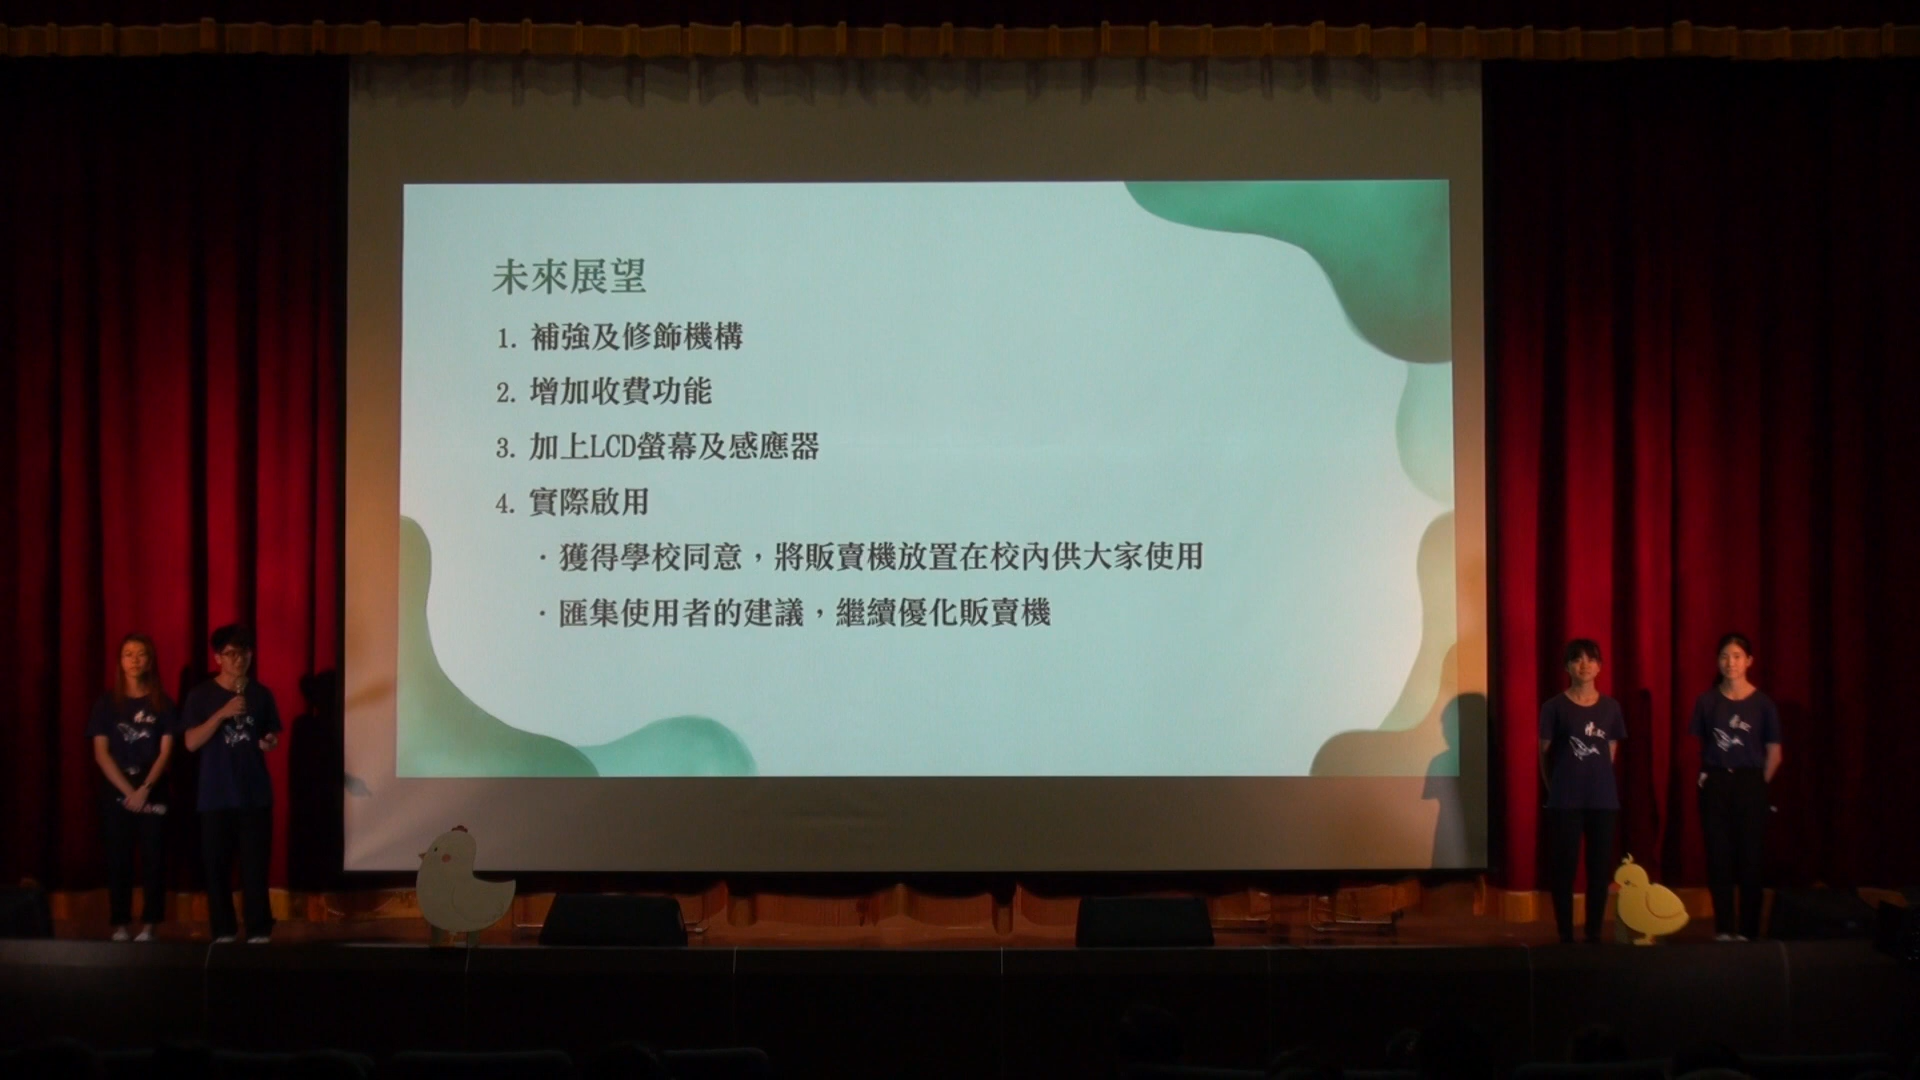 未來展望
1. 補強及修飾機構
2. 增加收費功能
3. 加上LCD螢幕及感應器
4. 實際啟用
·獲得學校同意，將販賣機放置在校內供大家使用
·匯集使用者的建議，繼續優化販賣機